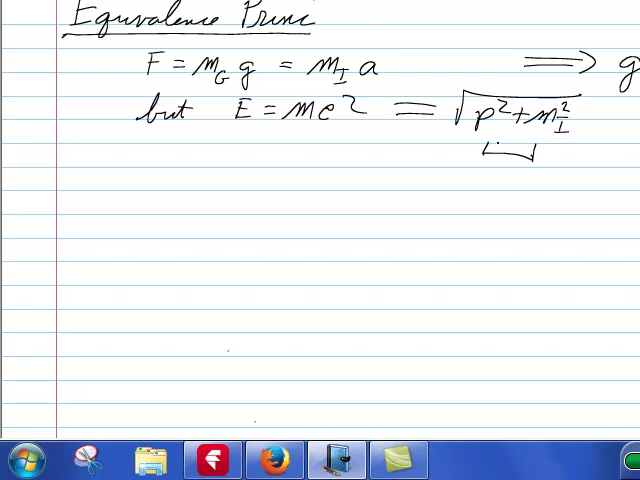 Equivalence Princ
F = m_G g = m_I a ⟹ g
but E = mc² = √(p² + m_I²)